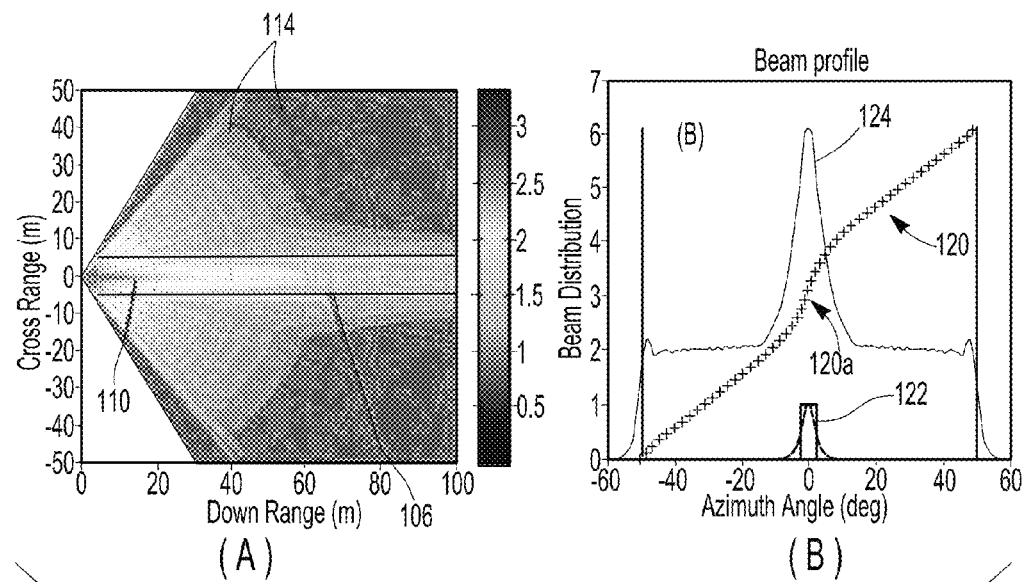 114
50
40
30
20
10
0
-10
-20
-30
-40
-50
Cross Range (m)
110
0 20 40 60 80 100
Down Range (m)
106
3
2.5
2
1.5
1
0.5
(A)
Beam profile
7
6
5
4
3
2
1
0
Beam Distribution
(B)
124
120
120a
122
-60 -40 -20 0 20 40 60
Azimuth Angle (deg)
(B)